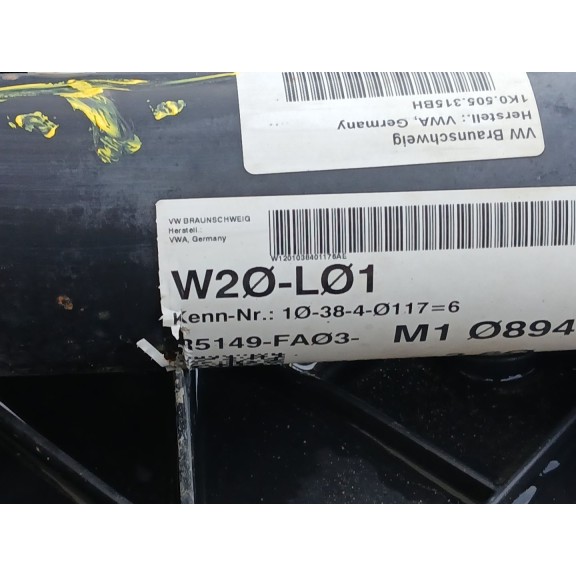 VW Braunschweig
Herstell.: VWA, Germany
1K0.505.315BH
VW BRAUNSCHWEIG
Herstell.:
VWA, Germany
W1201038401176AE
W2Ø-LØ1
Kenn-Nr.: 1Ø-38-4-Ø117=6
R5149-FAØ3- M1 Ø894